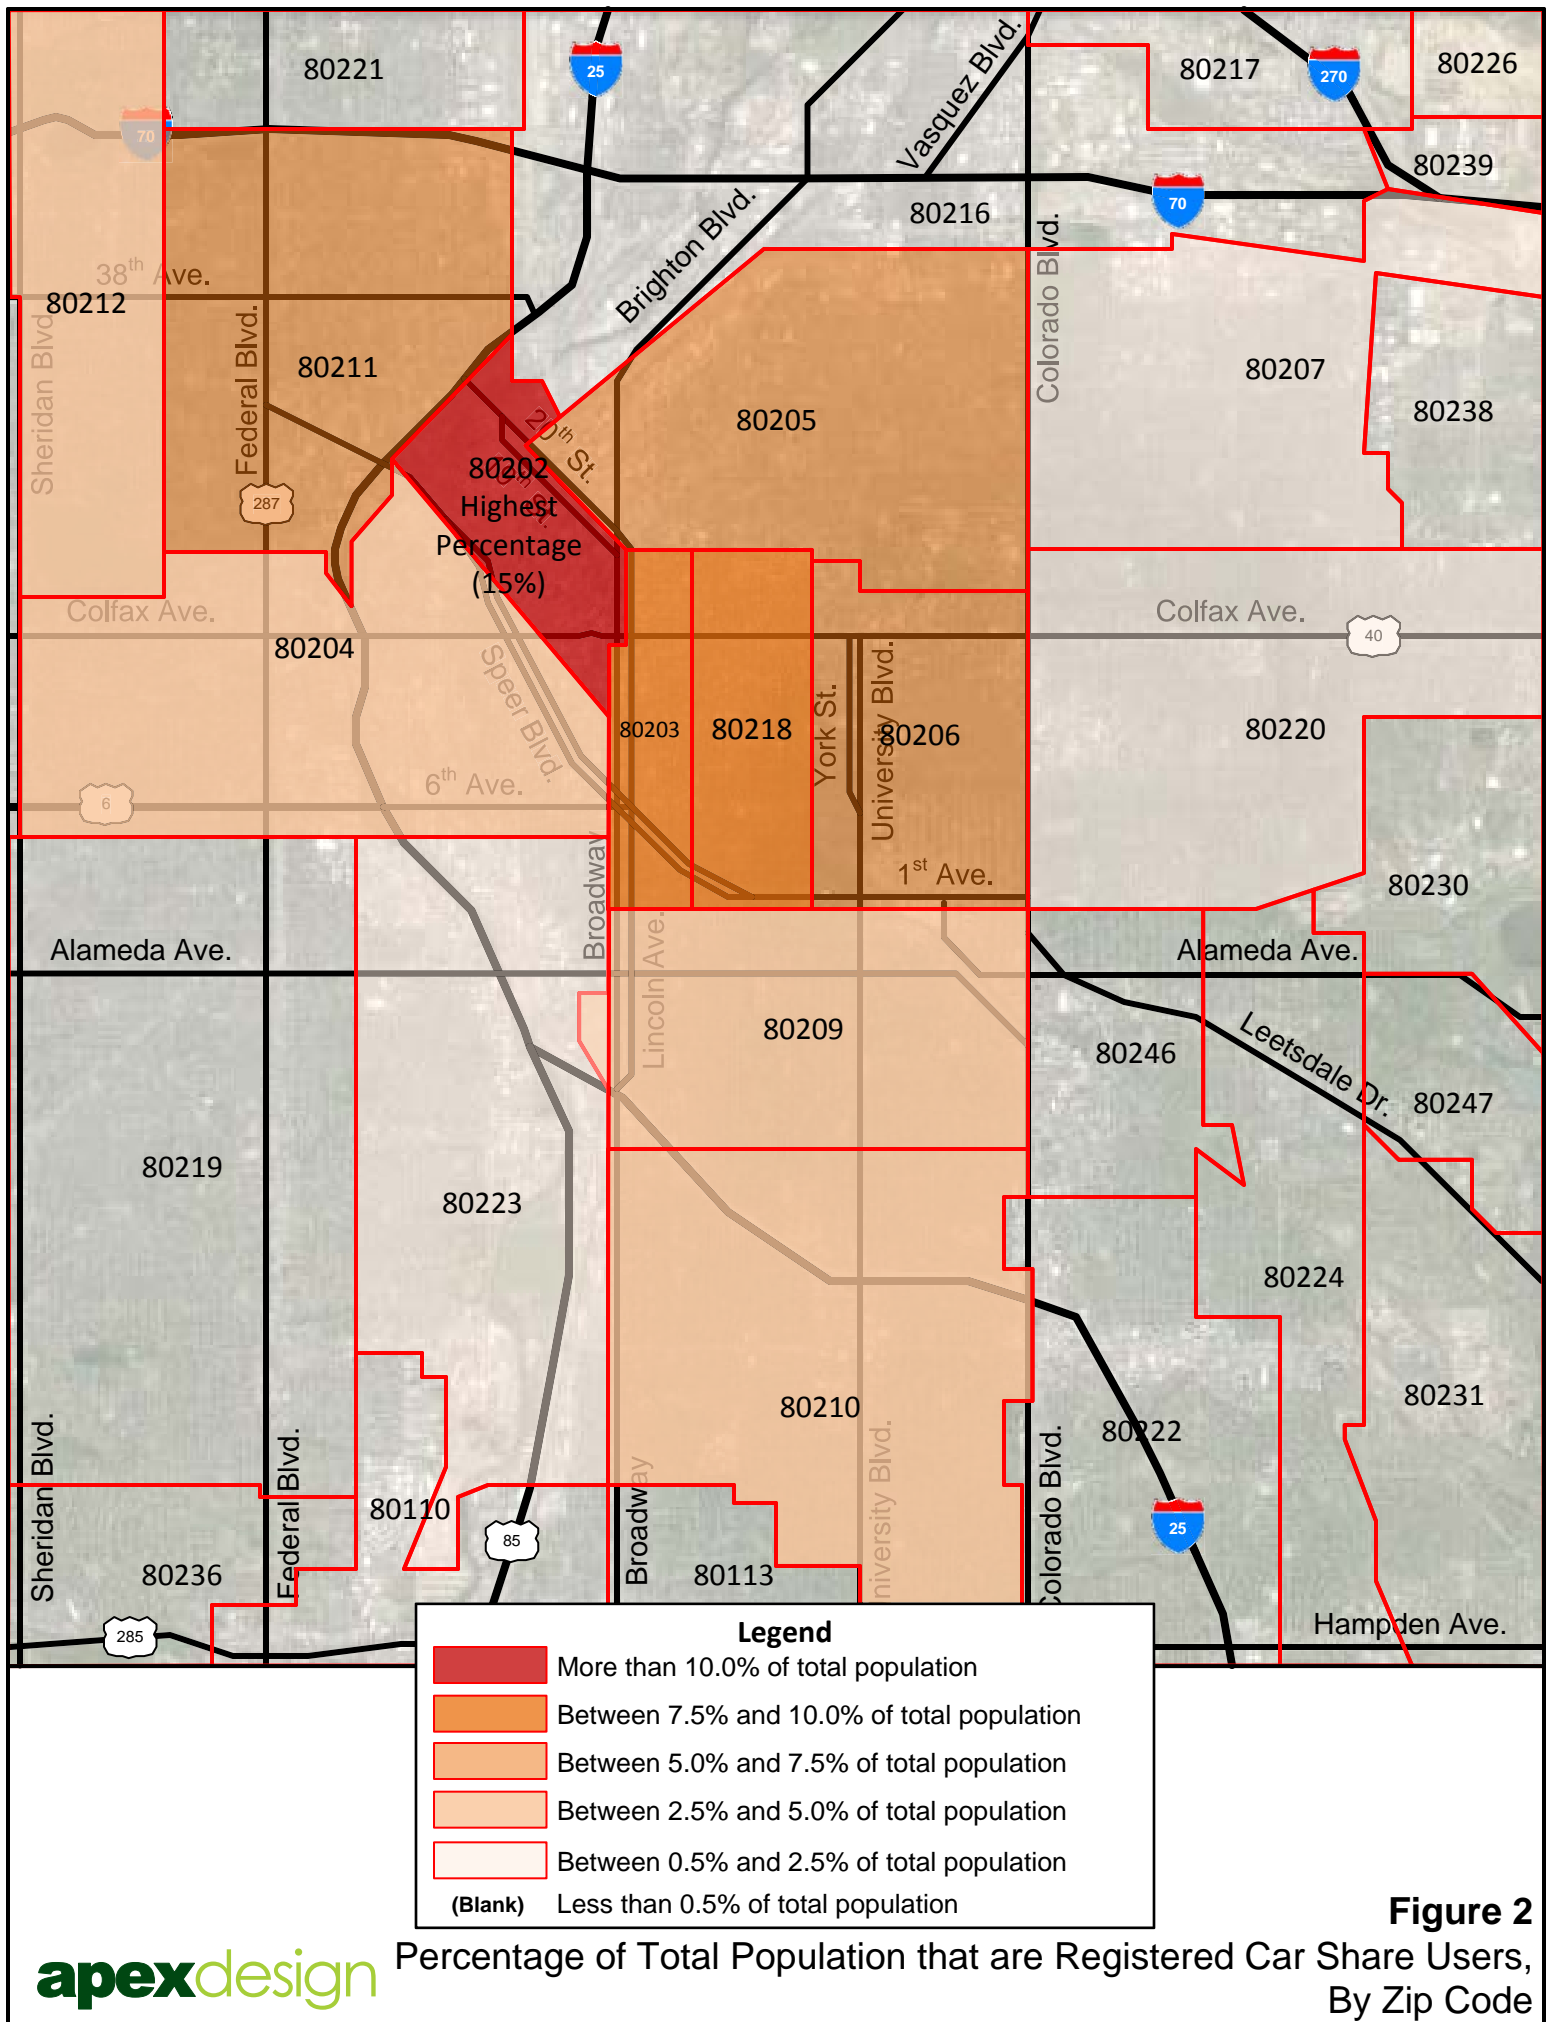 80221
25
Vasquez Blvd.
80217
270
80226
70
80239
70
80216
Brighton Blvd.
Colorado Blvd.
38th Ave.
80212
Sheridan Blvd
Federal Blvd.
80211
80207
80238
80205
20th St.
80202
Highest
Percentage
(15%)
287
Colfax Ave.
Colfax Ave.
40
80204
Speer Blvd.
80203
80218
York St.
University Blvd.
80206
80220
6th Ave.
6
1st Ave.
80230
Broadway
Lincoln Ave.
Alameda Ave.
Alameda Ave.
80209
Leetsdale Dr.
80246
80247
80219
80223
80224
80210
80231
80222
Sheridan Blvd.
Federal Blvd.
Broadway
niversity Blvd.
Colorado Blvd.
80110
85
25
80236
80113
285
Hampden Ave.
Legend
More than 10.0% of total population
Between 7.5% and 10.0% of total population
Between 5.0% and 7.5% of total population
Between 2.5% and 5.0% of total population
Between 0.5% and 2.5% of total population
(Blank) Less than 0.5% of total population
Figure 2
apexdesign
Percentage of Total Population that are Registered Car Share Users,
By Zip Code